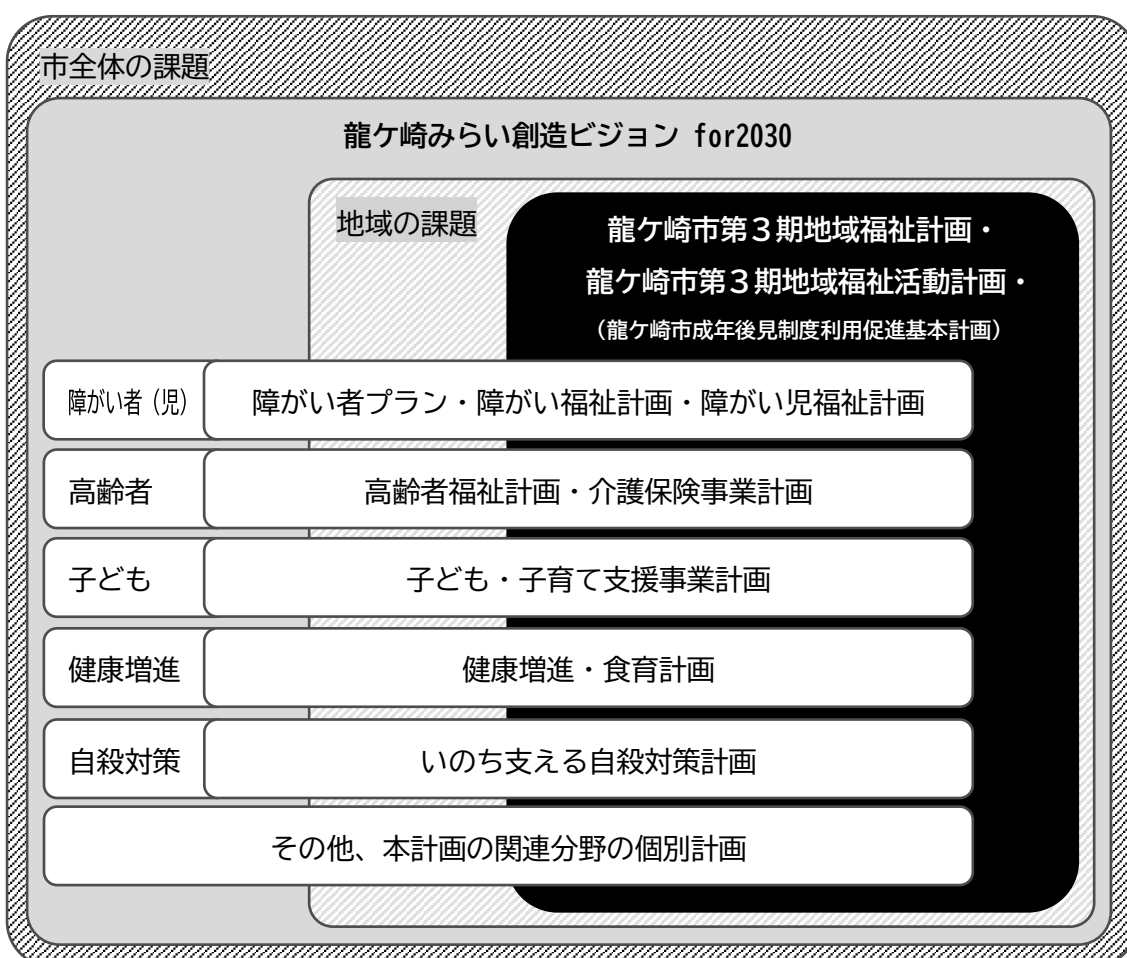 市全体の課題
龍ケ崎みらい創造ビジョン for2030
地域の課題
龍ケ崎市第３期地域福祉計画・
龍ケ崎市第３期地域福祉活動計画・
（龍ケ崎市成年後見制度利用促進基本計画）
障がい者（児）
障がい者プラン・障がい福祉計画・障がい児福祉計画
高齢者
高齢者福祉計画・介護保険事業計画
子ども
子ども・子育て支援事業計画
健康増進
健康増進・食育計画
自殺対策
いのち支える自殺対策計画
その他、本計画の関連分野の個別計画